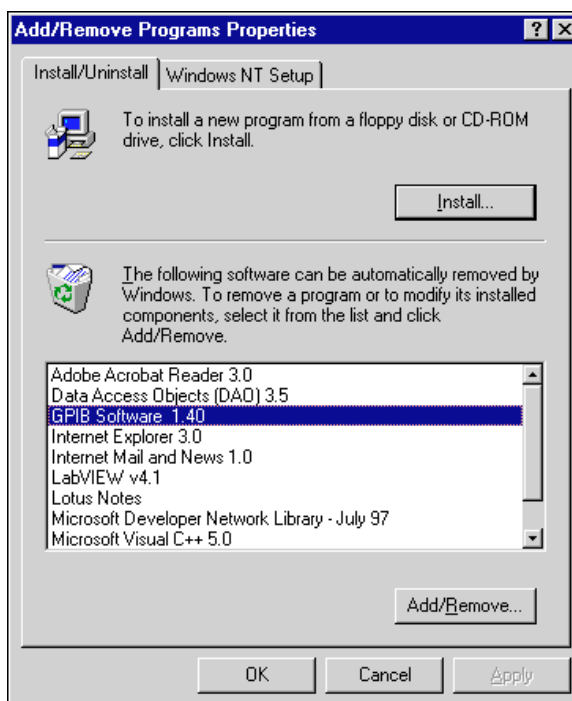 Add/Remove Programs Properties
Install/Uninstall
Windows NT Setup
To install a new program from a floppy disk or CD-ROM
drive, click Install.
Install...
The following software can be automatically removed by
Windows. To remove a program or to modify its installed
components, select it from the list and click
Add/Remove.
Adobe Acrobat Reader 3.0
Data Access Objects (DAO) 3.5
GPIB Software 1.40
Internet Explorer 3.0
Internet Mail and News 1.0
LabVIEW v4.1
Lotus Notes
Microsoft Developer Network Library - July 97
Microsoft Visual C++ 5.0
Add/Remove...
OK
Cancel
Apply